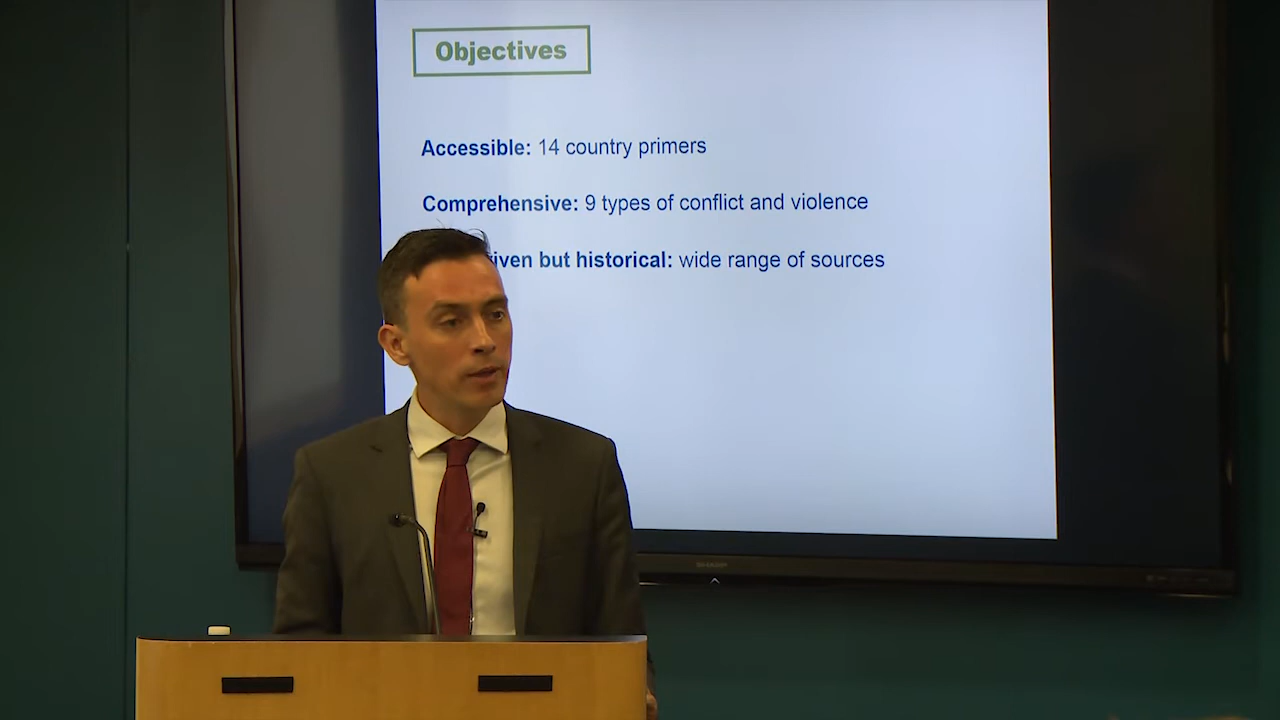 Objectives
Accessible: 14 country primers
Comprehensive: 9 types of conflict and violence
but historical: wide range of sources
SHARP